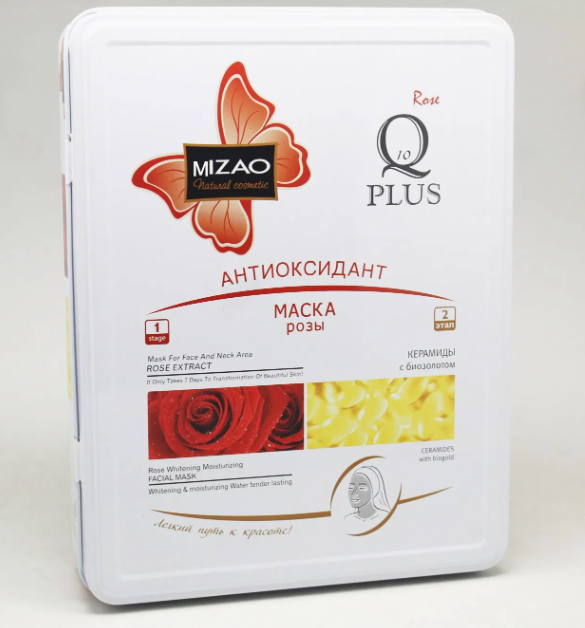 Rose
MIZAO
Natural cosmetic
Q
10
PLUS
АНТИОКСИДАНТ
МАСКА
РОЗЫ
1
stage
2
этап
Mask For Face And Neck Area
ROSE EXTRACT
It Only Takes 7 Days To Transformation Of Beautiful Skin!
КЕРАМИДЫ
с биозолотом
Rose Whitening Moisturizing
FACIAL MASK
Whitening & moisturizing Water tender lasting
CERAMIDES
with biogold
Легкий путь к красоте!